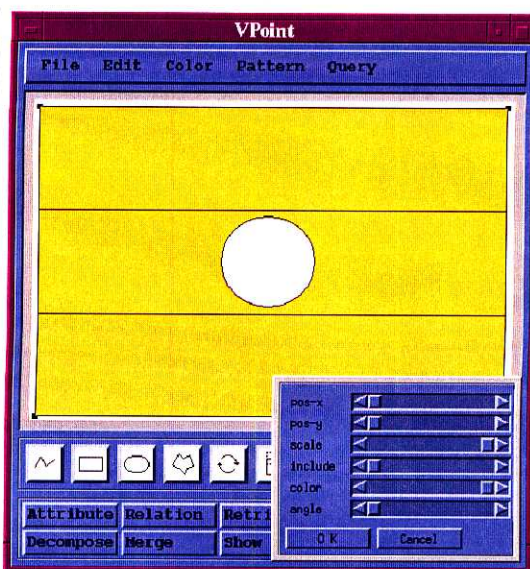 VPoint
File Edit Color Pattern Query
pos-x
pos-y
scale
include
color
angle
OK Cancel
Attribute Relation Retri
Decompose Merge Show